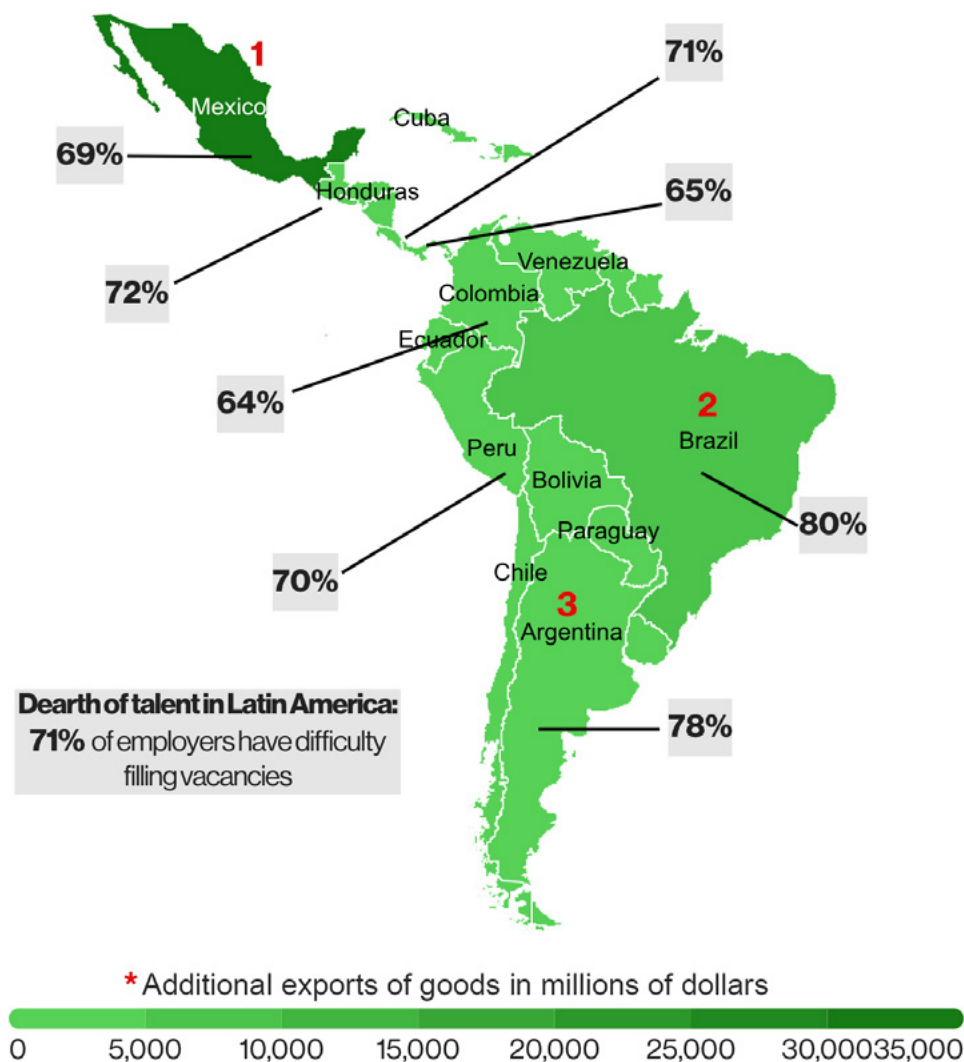 1
71%
Mexico
Cuba
69%
Honduras
65%
Venezuela
72%
Colombia
Ecuador
64%
2
Brazil
Peru
Bolivia
80%
Paraguay
70%
Chile
3
Argentina
Dearth of talent in Latin America:
71% of employers have difficulty
filling vacancies
78%
* Additional exports of goods in millions of dollars
0 5,000 10,000 15,000 20,000 25,000 30,000 35,000